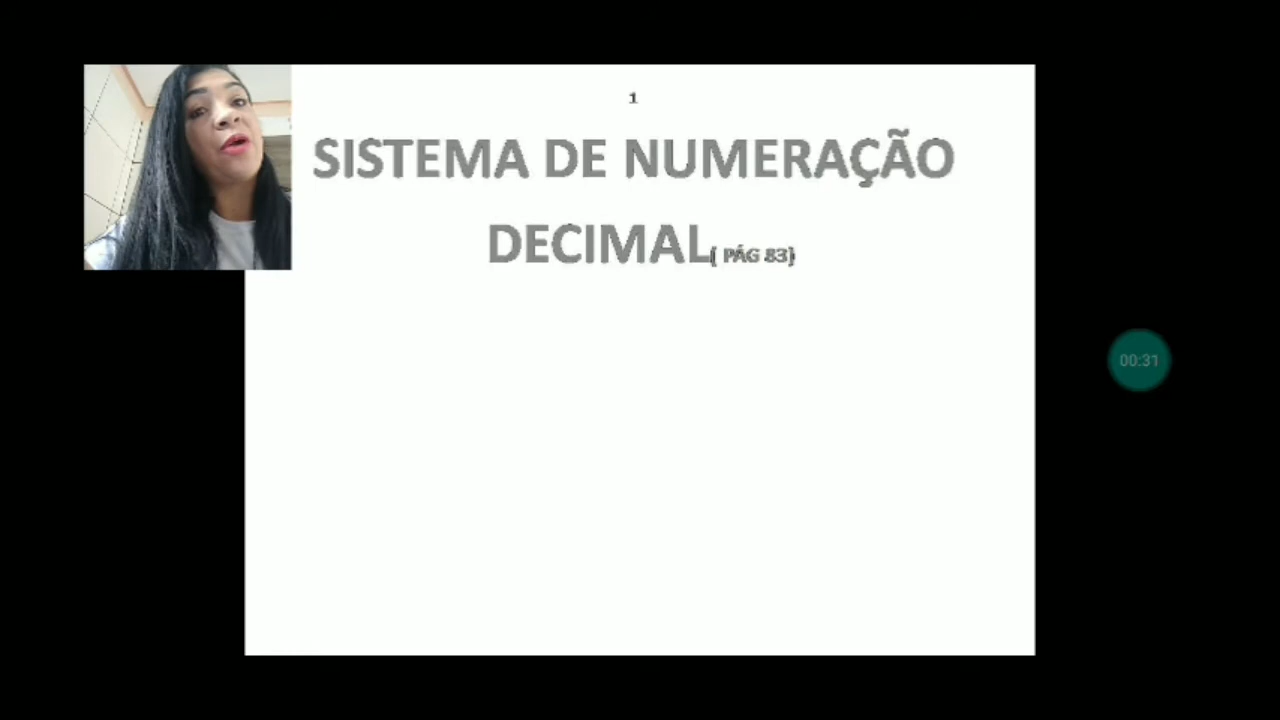 1
SISTEMA DE NUMERAÇÃO
DECIMAL( PÁG 83)
00:31